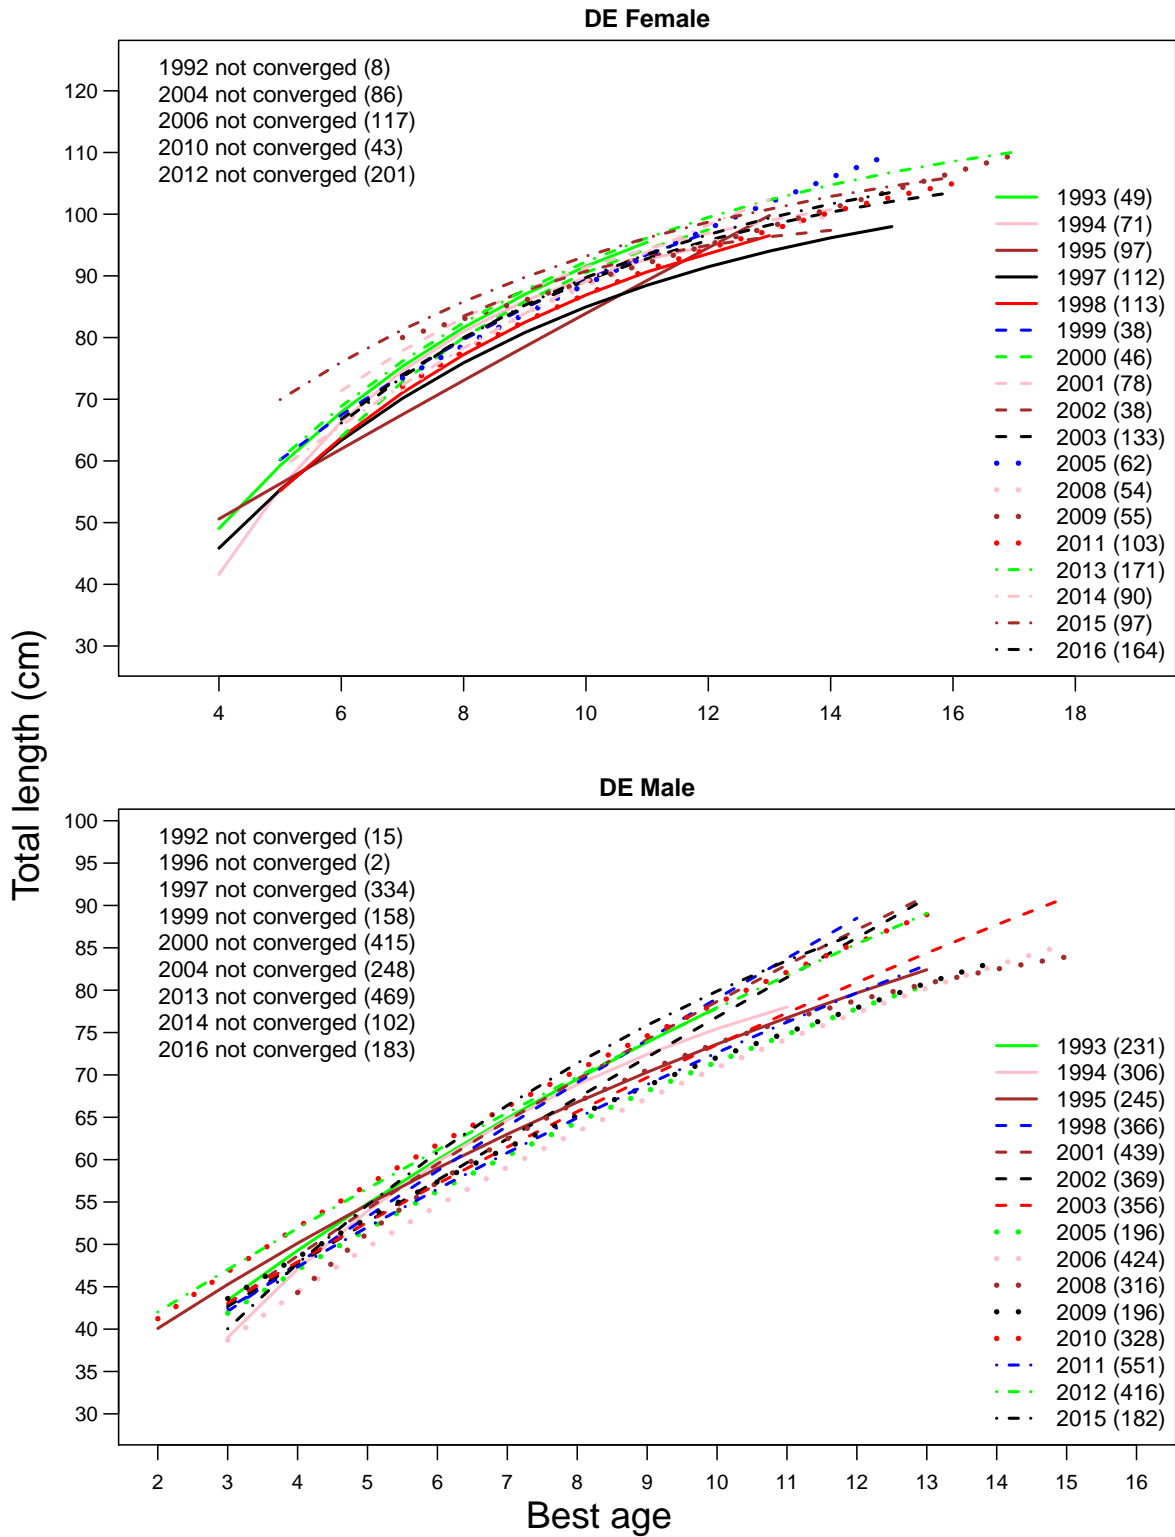 DE Female
1992 not converged (8)
2004 not converged (86)
2006 not converged (117)
2010 not converged (43)
2012 not converged (201)
120
110
100
90
80
70
60
50
40
30
1993 (49)
1994 (71)
1995 (97)
1997 (112)
1998 (113)
1999 (38)
2000 (46)
2001 (78)
2002 (38)
2003 (133)
2005 (62)
2008 (54)
2009 (55)
2011 (103)
2013 (171)
2014 (90)
2015 (97)
2016 (164)
4 6 8 10 12 14 16 18
Total length (cm)
DE Male
1992 not converged (15)
1996 not converged (2)
1997 not converged (334)
1999 not converged (158)
2000 not converged (415)
2004 not converged (248)
2013 not converged (469)
2014 not converged (102)
2016 not converged (183)
100
95
90
85
80
75
70
65
60
55
50
45
40
35
30
1993 (231)
1994 (306)
1995 (245)
1998 (366)
2001 (439)
2002 (369)
2003 (356)
2005 (196)
2006 (424)
2008 (316)
2009 (196)
2010 (328)
2011 (551)
2012 (416)
2015 (182)
2 3 4 5 6 7 8 9 10 11 12 13 14 15 16
Best age